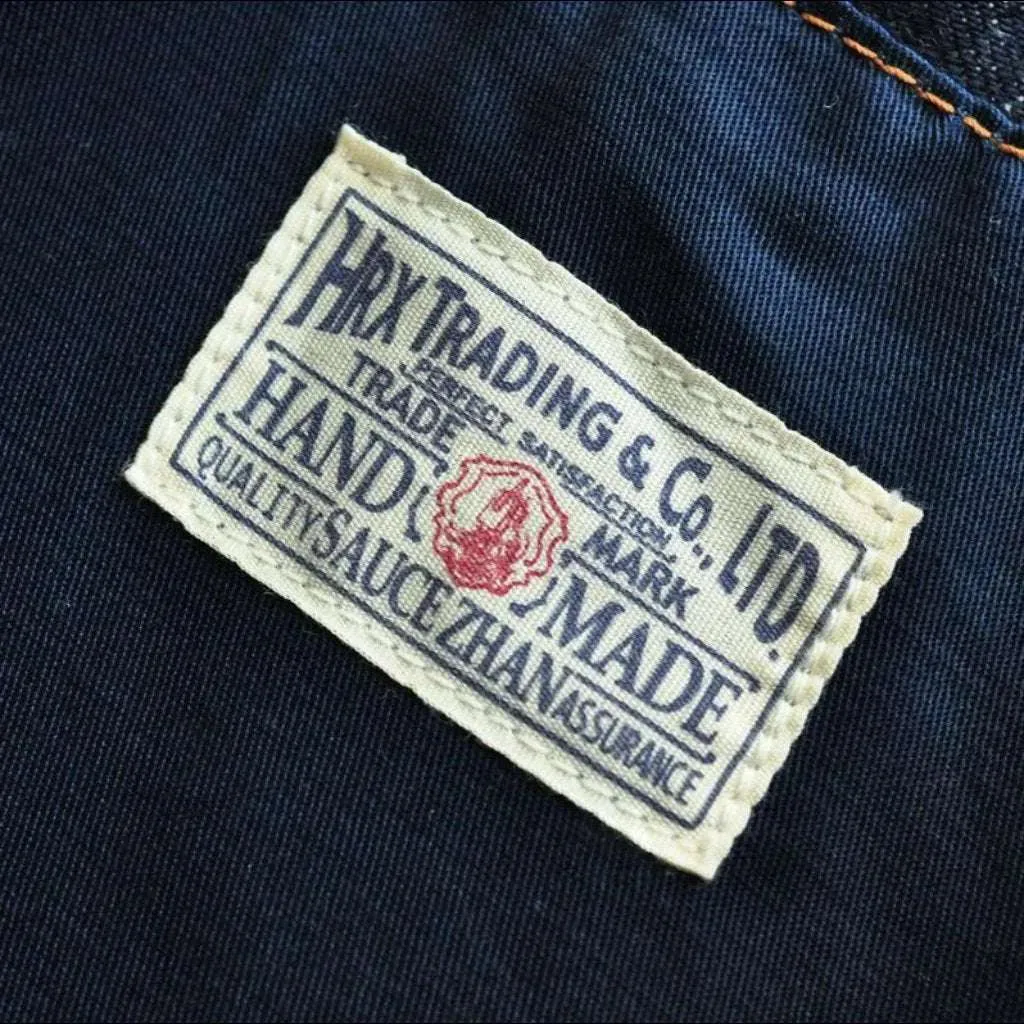 HRX TRADING & CO., LTD.
PERFECT SATISFACTION,
TRADE MARK
HAND MADE
QUALITY SAUCE ZHAN ASSURANCE